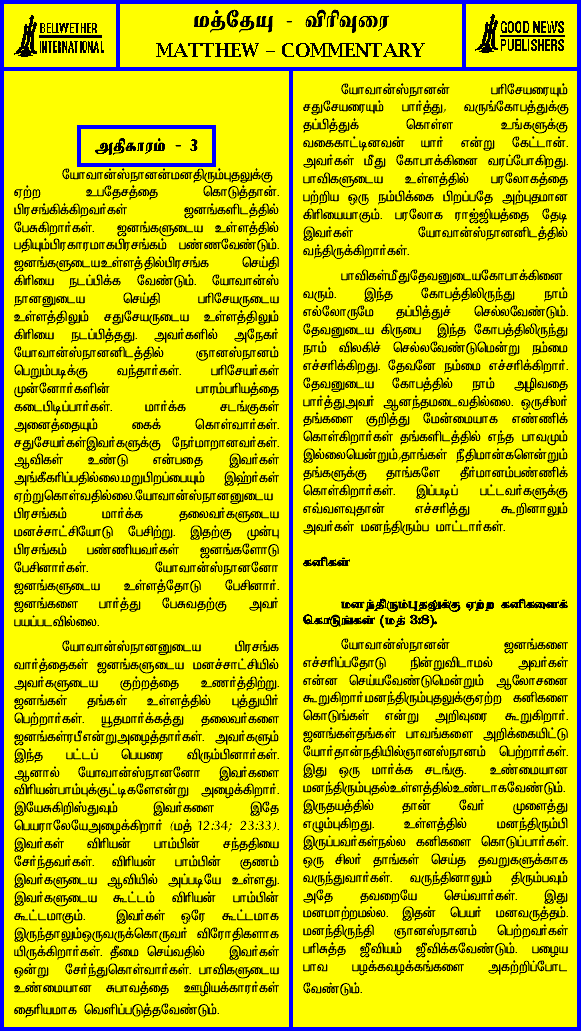 BELLWETHER
INTERNATIONAL
மத்தேயு - விரிவுரை
MATTHEW – COMMENTARY
GOOD NEWS
PUBLISHERS
அதிகாரம் - 3
யோவான்ஸ்நானன்மனதிரும்புதலுக்கு
ஏற்ற உபதேசத்தை கொடுத்தான்.
பிரசங்கிக்கிறவர்கள் ஜனங்களிடத்தில்
பேசுகிறார்கள். ஜனங்களுடைய உள்ளத்தில்
பதியும்பிரகாரமாகபிரசங்கம் பண்ணவேண்டும்.
ஜனங்களுடையஉள்ளத்தில்பிரசங்க செய்தி
கிரியை நடப்பிக்க வேண்டும். யோவான்ஸ்
நானனுடைய செய்தி பரிசேயருடைய
உள்ளத்திலும் சதுசேயருடைய உள்ளத்திலும்
கிரியை நடப்பித்தது. அவர்களில் அநேகர்
யோவான்ஸ்நானனிடத்தில் ஞானஸ்நானம்
பெறும்படிக்கு வந்தார்கள். பரிசேயர்கள்
முன்னோர்களின் பாரம்பரியத்தை
கடைபிடிப்பார்கள். மார்க்க சடங்குகள்
அனைத்தையும் கைக் கொள்வார்கள்.
சதுசேயர்கள்இவர்களுக்கு நேர்மாறானவர்கள்.
ஆவிகள் உண்டு என்பதை இவர்கள்
அங்கீகரிப்பதில்லை.மறுபிறப்பையும் இவர்கள்
ஏற்றுகொள்வதில்லை.யோவான்ஸ்நானனுடைய
பிரசங்கம் மார்க்க தலைவர்களுடைய
மனச்சாட்சியோடு பேசிற்று. இதற்கு முன்பு
பிரசங்கம் பண்ணியவர்கள் ஜனங்களோடு
பேசினார்கள். யோவான்ஸ்நானனோ
ஜனங்களுடைய உள்ளத்தோடு பேசினார்.
ஜனங்களை பார்த்து பேசுவதற்கு அவர்
பயப்படவில்லை.
யோவான்ஸ்நானனுடைய பிரசங்க
வார்த்தைகள் ஜனங்களுடைய மனச்சாட்சியில்
அவர்களுடைய குற்றத்தை உணர்த்திற்று.
ஜனங்கள் தங்கள் உள்ளத்தில் புத்துயிர்
பெற்றார்கள். யூதமார்க்கத்து தலைவர்களை
ஜனங்கள்ரபீஎன்றுஅழைத்தார்கள். அவர்களும்
இந்த பட்டப் பெயரை விரும்பினார்கள்.
ஆனால் யோவான்ஸ்நானனோ இவர்களை
விரியன்பாம்புக்குட்டிகளேஎன்று அழைக்கிறார்.
இயேசுகிறிஸ்துவும் இவர்களை இதே
பெயராலேயேஅழைக்கிறார் (மத் 12:34; 23:33).
இவர்கள் விரியன் பாம்பின் சந்ததியை
சேர்ந்தவர்கள். விரியன் பாம்பின் குணம்
இவர்களுடைய ஆவியில் அப்படியே உள்ளது.
இவர்களுடைய கூட்டம் விரியன் பாம்பின்
கூட்டமாகும். இவர்கள் ஒரே கூட்டமாக
இருந்தாலும்ஒருவருக்கொருவர் விரோதிகளாக
யிருக்கிறார்கள். தீமை செய்வதில் இவர்கள்
ஒன்று சேர்ந்துகொள்வார்கள். பாவிகளுடைய
உண்மையான சுபாவத்தை ஊழியக்காரர்கள்
தைரியமாக வெளிப்படுத்தவேண்டும்.
யோவான்ஸ்நானன் பரிசேயரையும்
சதுசேயரையும் பார்த்து, வருங்கோபத்துக்கு
தப்பித்துக் கொள்ள உங்களுக்கு
வகைகாட்டினவன் யார் என்று கேட்டான்.
அவர்கள் மீது கோபாக்கினை வரப்போகிறது.
பாவிகளுடைய உள்ளத்தில் பரலோகத்தை
பற்றிய ஒரு நம்பிக்கை பிறப்பதே அற்புதமான
கிரியையாகும். பரலோக ராஜ்ஜியத்தை தேடி
இவர்கள் யோவான்ஸ்நானனிடத்தில்
வந்திருக்கிறார்கள்.
பாவிகள்மீதுதேவனுடையகோபாக்கினை
வரும். இந்த கோபத்திலிருந்து நாம்
எல்லோருமே தப்பித்துச் செல்லவேண்டும்.
தேவனுடைய கிருபை இந்த கோபத்திலிருந்து
நாம் விலகிச் செல்லவேண்டுமென்று நம்மை
எச்சரிக்கிறது. தேவனே நம்மை எச்சரிக்கிறார்.
தேவனுடைய கோபத்தில் நாம் அழிவதை
பார்த்துஅவர் ஆனந்தமடைவதில்லை. ஒருசிலர்
தங்களை குறித்து மேன்மையாக எண்ணிக்
கொள்கிறார்கள் தங்களிடத்தில் எந்த பாவமும்
இல்லையென்றும்,தாங்கள் நீதிமான்களென்றும்
தங்களுக்கு தாங்களே தீர்மானம்பண்ணிக்
கொள்கிறார்கள். இப்படிப் பட்டவர்களுக்கு
எவ்வளவுதான் எச்சரித்து கூறினாலும்
அவர்கள் மனந்திரும்ப மாட்டார்கள்.
கனிகள்
மனந்திரும்புதலுக்கு ஏற்ற கனிகளைக்
கொடுங்கள் (மத் 3:8).
யோவான்ஸ்நானன் ஜனங்களை
எச்சரிப்பதோடு நின்றுவிடாமல் அவர்கள்
என்ன செய்யவேண்டுமென்றும் ஆலோசனை
கூறுகிறார்.மனந்திரும்புதலுக்குஏற்ற கனிகளை
கொடுங்கள் என்று அறிவுரை கூறுகிறார்.
ஜனங்கள்தங்கள் பாவங்களை அறிக்கையிட்டு
யோர்தான்நதியில்ஞானஸ்நானம் பெற்றார்கள்.
இது ஒரு மார்க்க சடங்கு. உண்மையான
மனந்திரும்புதல்உள்ளத்தில்உண்டாகவேண்டும்.
இருதயத்தில் தான் வேர் முளைத்து
எழும்புகிறது. உள்ளத்தில் மனந்திரும்பி
இருப்பவர்கள்நல்ல கனிகளை கொடுப்பார்கள்.
ஒரு சிலர் தாங்கள் செய்த தவறுகளுக்காக
வருந்துவார்கள். வருந்தினாலும் திரும்பவும்
அதே தவறையே செய்வார்கள். இது
மனமாற்றமல்ல. இதன் பெயர் மனவருத்தம்.
மனந்திருந்தி ஞானஸ்நானம் பெற்றவர்கள்
பரிசுத்த ஜீவியம் ஜீவிக்கவேண்டும். பழைய
பாவ பழக்கவழக்கங்களை அகற்றிப்போட
வேண்டும்.